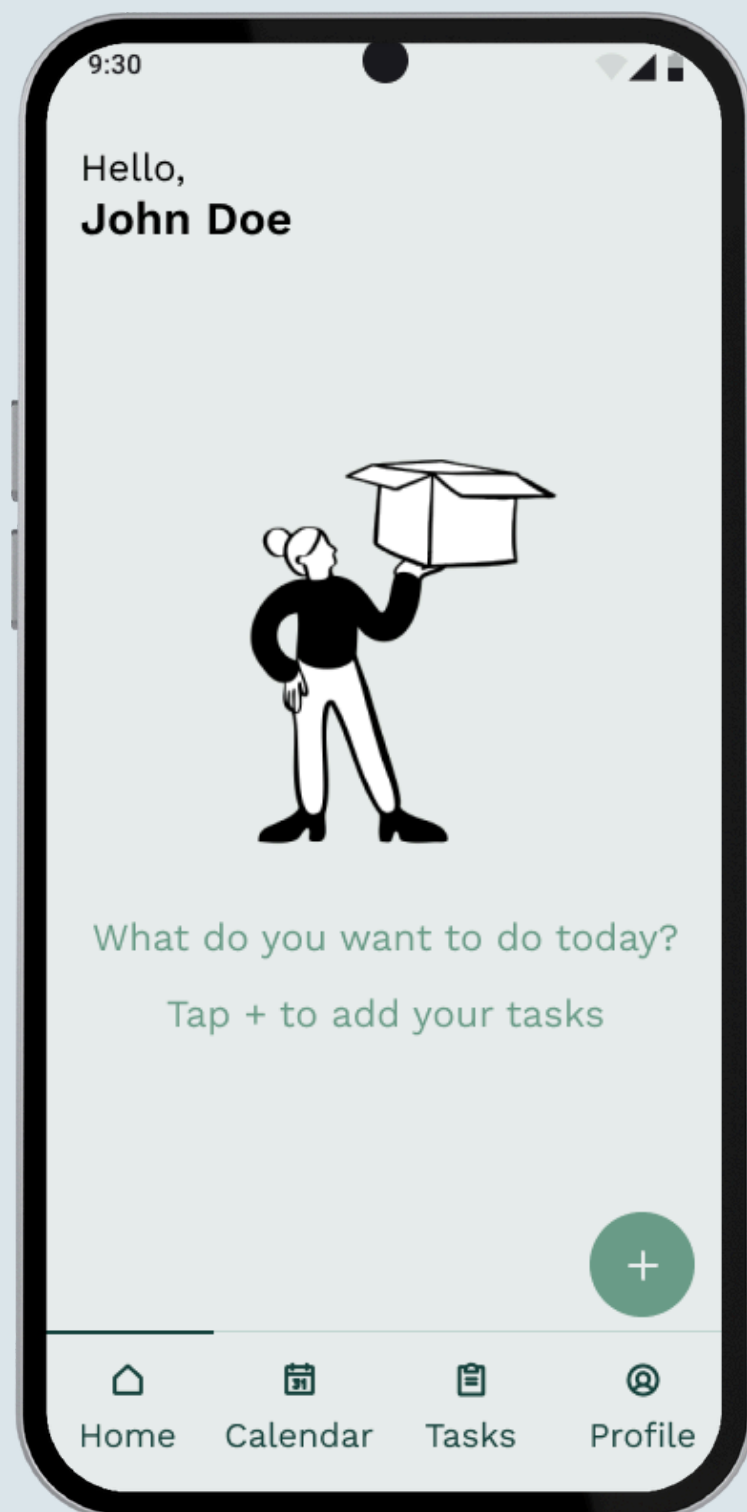 9:30
Hello,
John Doe
What do you want to do today?
Tap + to add your tasks
+
31
Home Calendar Tasks Profile